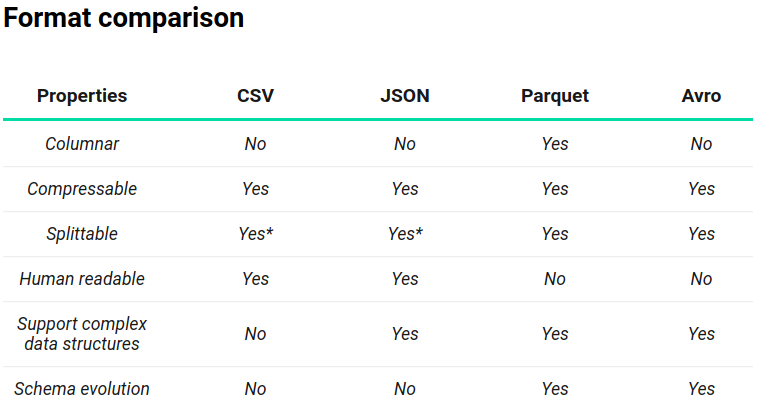 Format comparison
Properties CSV JSON Parquet Avro
Columnar No No Yes No
Compressable Yes Yes Yes Yes
Splittable Yes* Yes* Yes Yes
Human readable Yes Yes No No
Support complex
data structures No Yes Yes Yes
Schema evolution No No Yes Yes